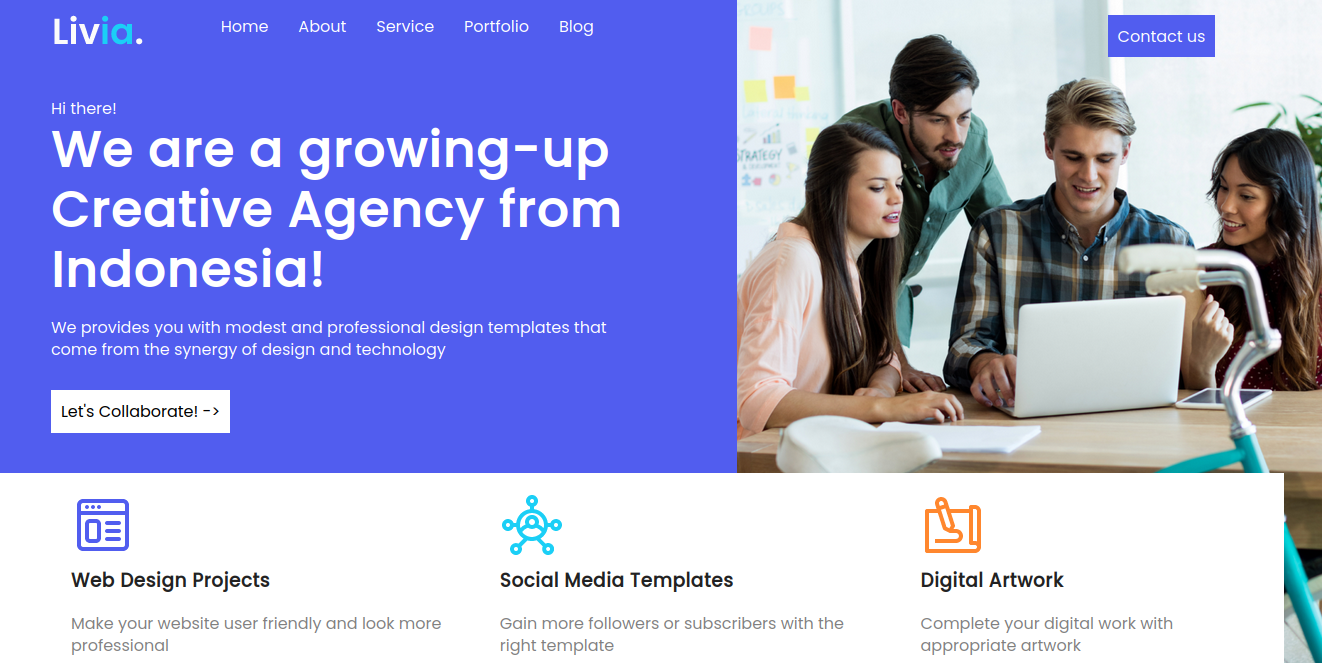 Livia.
Home About Service Portfolio Blog
Contact us
Hi there!
We are a growing-up
Creative Agency from
Indonesia!
We provides you with modest and professional design templates that
come from the synergy of design and technology
Let's Collaborate! ->
STRATEGY
Web Design Projects
Make your website user friendly and look more
professional
Social Media Templates
Gain more followers or subscribers with the
right template
Digital Artwork
Complete your digital work with
appropriate artwork